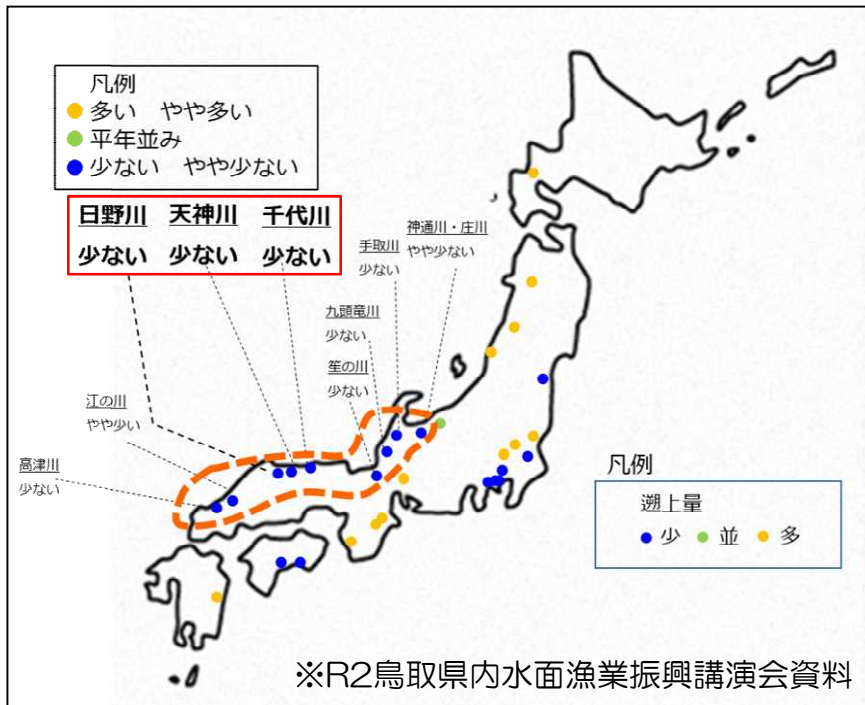 凡例
多い やや多い
平年並み
少ない やや少ない
日野川 天神川 千代川
少ない 少ない 少ない
神通川・庄川
やや少ない
手取川
少ない
九頭竜川
少ない
笙の川
少ない
江の川
やや少い
高津川
少ない
凡例
遡上量
少 並 多
※R2鳥取県内水面漁業振興講演会資料